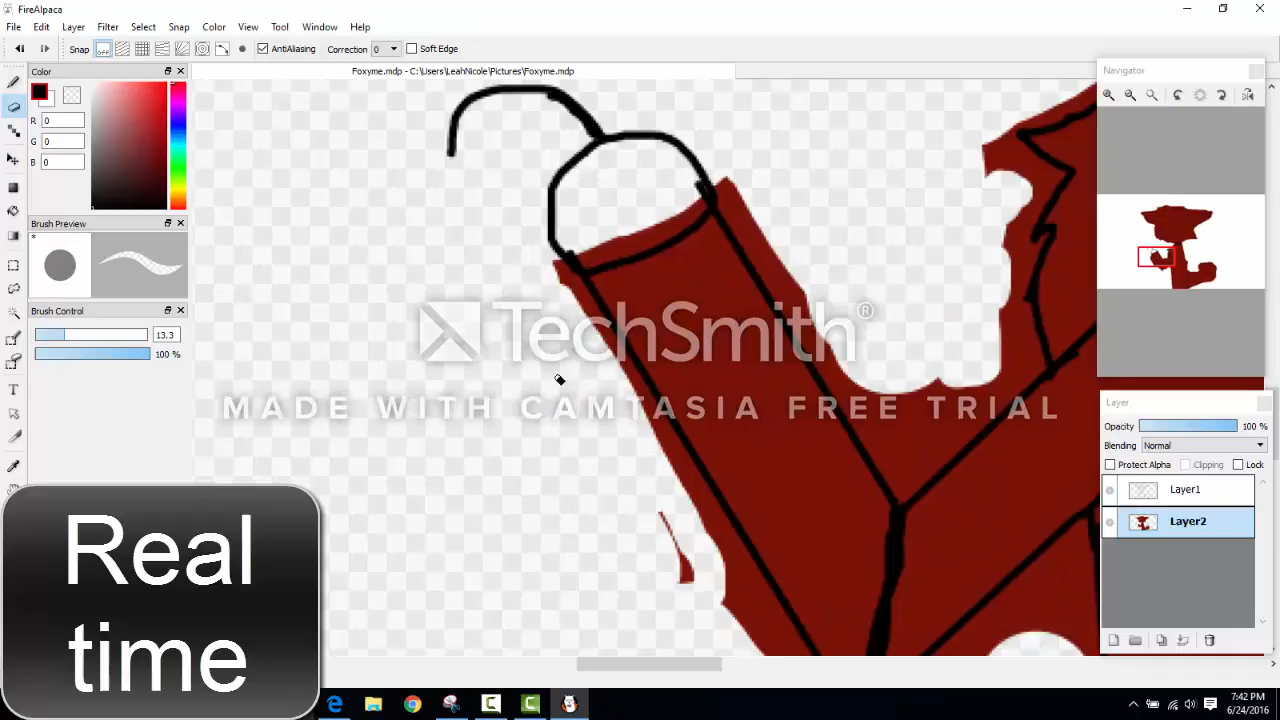 FireAlpaca
File Edit Layer Filter Select Snap Color View Tool Window Help
Snap OFF AntiAliasing Correction 0 Soft Edge
Color
Foxyme.mdp - C:\Users\LeahNicole\Pictures\Foxyme.mdp
Navigator
R 0
G 0
B 0
Brush Preview
Brush Control
13.3
100 %
TechSmith®
MADE WITH CAMTASIA FREE TRIAL
Layer
Opacity 100 %
Blending Normal
Protect Alpha Clipping Lock
Layer1
Layer2
Real
time
7:42 PM
6/24/2016